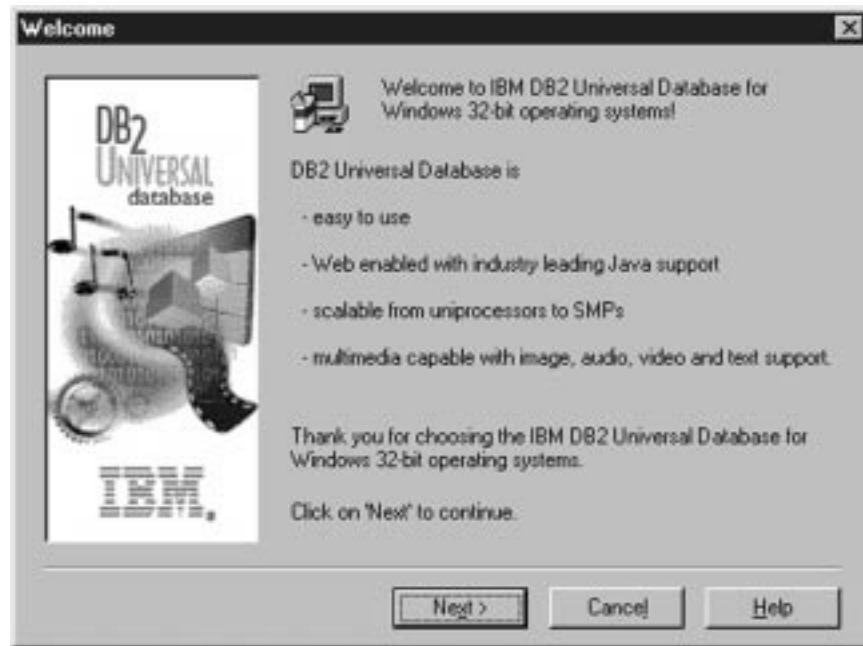 Welcome
DB2
UNIVERSAL
database
IBM
Welcome to IBM DB2 Universal Database for
Windows 32-bit operating systems!
DB2 Universal Database is
- easy to use
- Web enabled with industry leading Java support
- scalable from uniprocessors to SMPs
- multimedia capable with image, audio, video and text support.
Thank you for choosing the IBM DB2 Universal Database for
Windows 32-bit operating systems.
Click on 'Next' to continue.
Next > Cancel Help